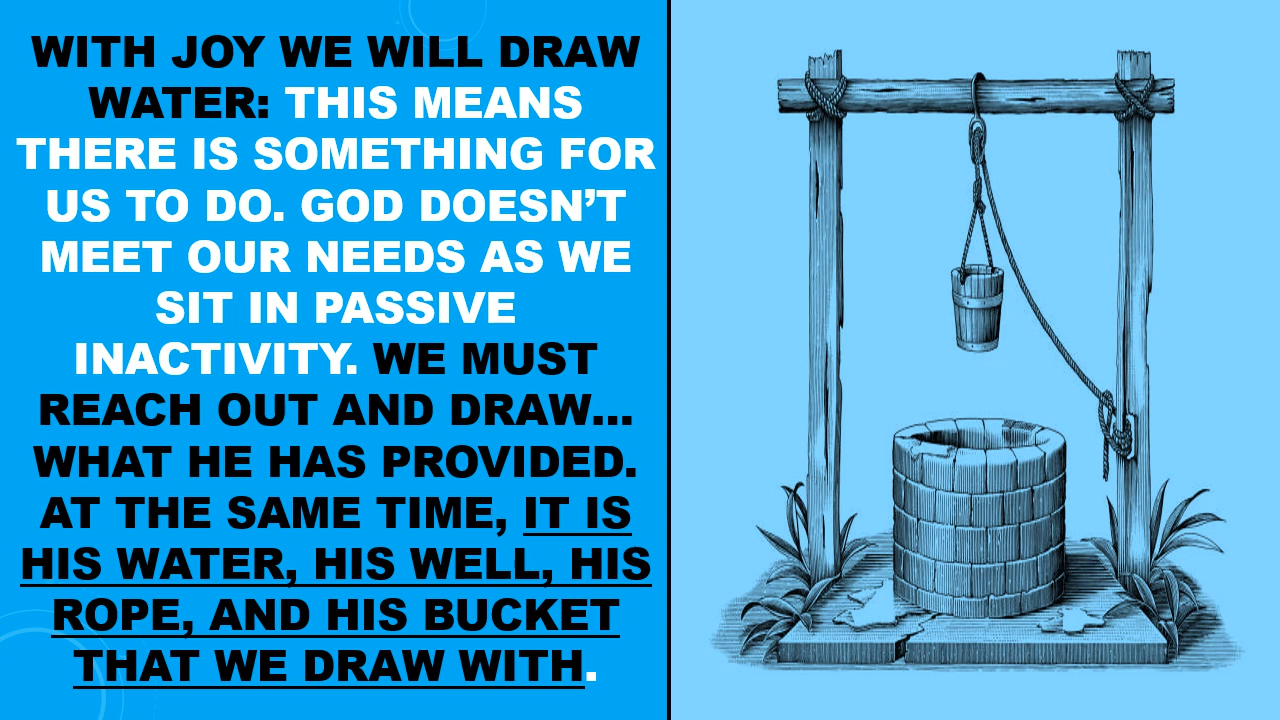 WITH JOY WE WILL DRAW
WATER: THIS MEANS
THERE IS SOMETHING FOR
US TO DO. GOD DOESN’T
MEET OUR NEEDS AS WE
SIT IN PASSIVE
INACTIVITY. WE MUST
REACH OUT AND DRAW…
WHAT HE HAS PROVIDED.
AT THE SAME TIME, IT IS
HIS WATER, HIS WELL, HIS
ROPE, AND HIS BUCKET
THAT WE DRAW WITH.